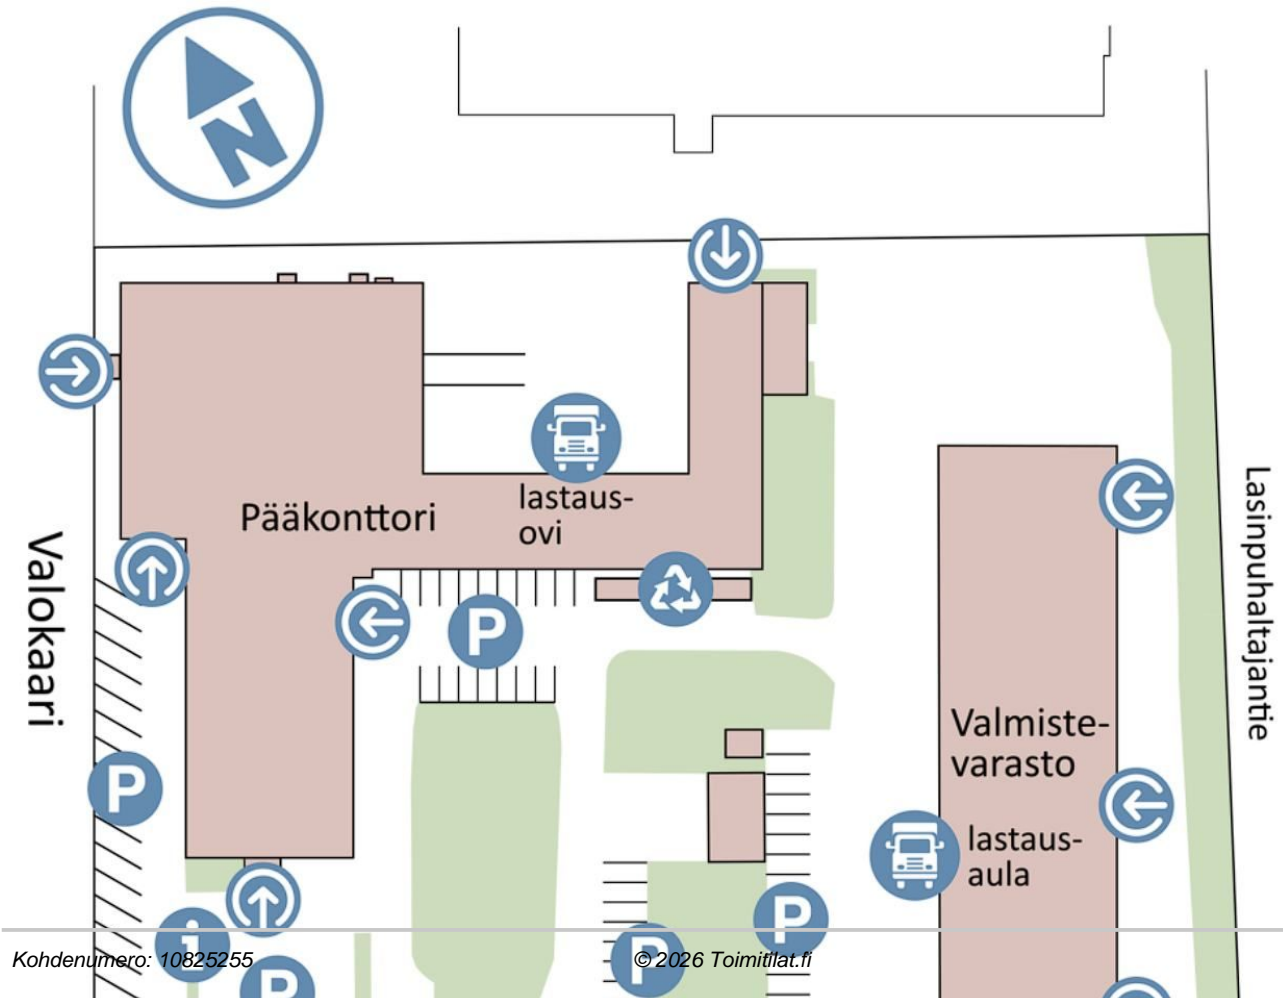 N
Pääkonttori
lastaus-
ovi
Valokaari
P
Lasinpuhaltajantie
Valmiste-
varasto
P
lastaus-
aula
P
i
P
P
Kohdenumero: 10825255
© 2026 Toimitilat.fi